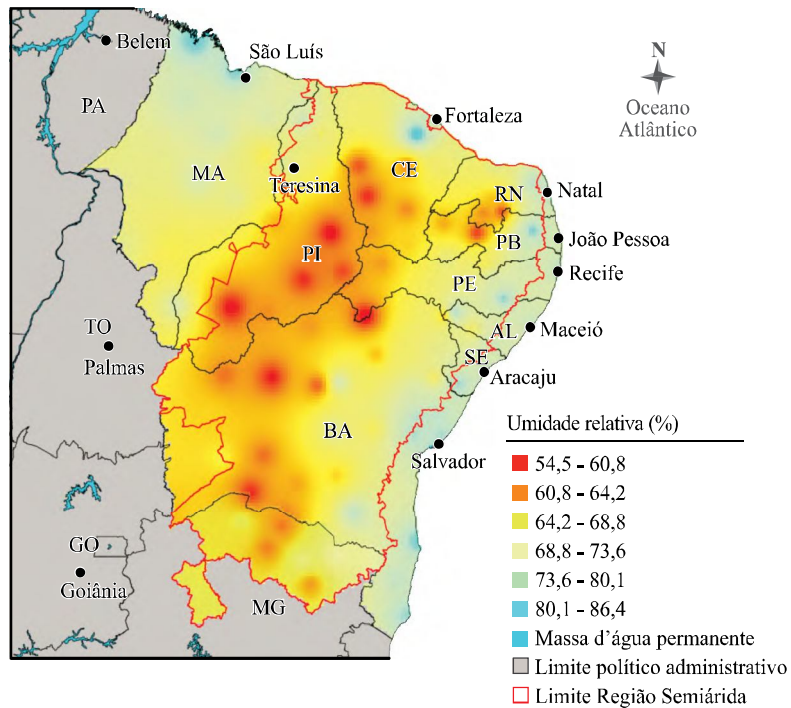 Belem
São Luís
N
Oceano
Atlântico
PA
Fortaleza
MA
Teresina
CE
RN
Natal
PI
PB
João Pessoa
PE
Recife
TO
Palmas
AL
Maceió
SE
Aracaju
BA
Salvador
GO
Goiânia
MG
Umidade relativa (%)
54,5 - 60,8
60,8 - 64,2
64,2 - 68,8
68,8 - 73,6
73,6 - 80,1
80,1 - 86,4
Massa d'água permanente
Limite político administrativo
Limite Região Semiárida